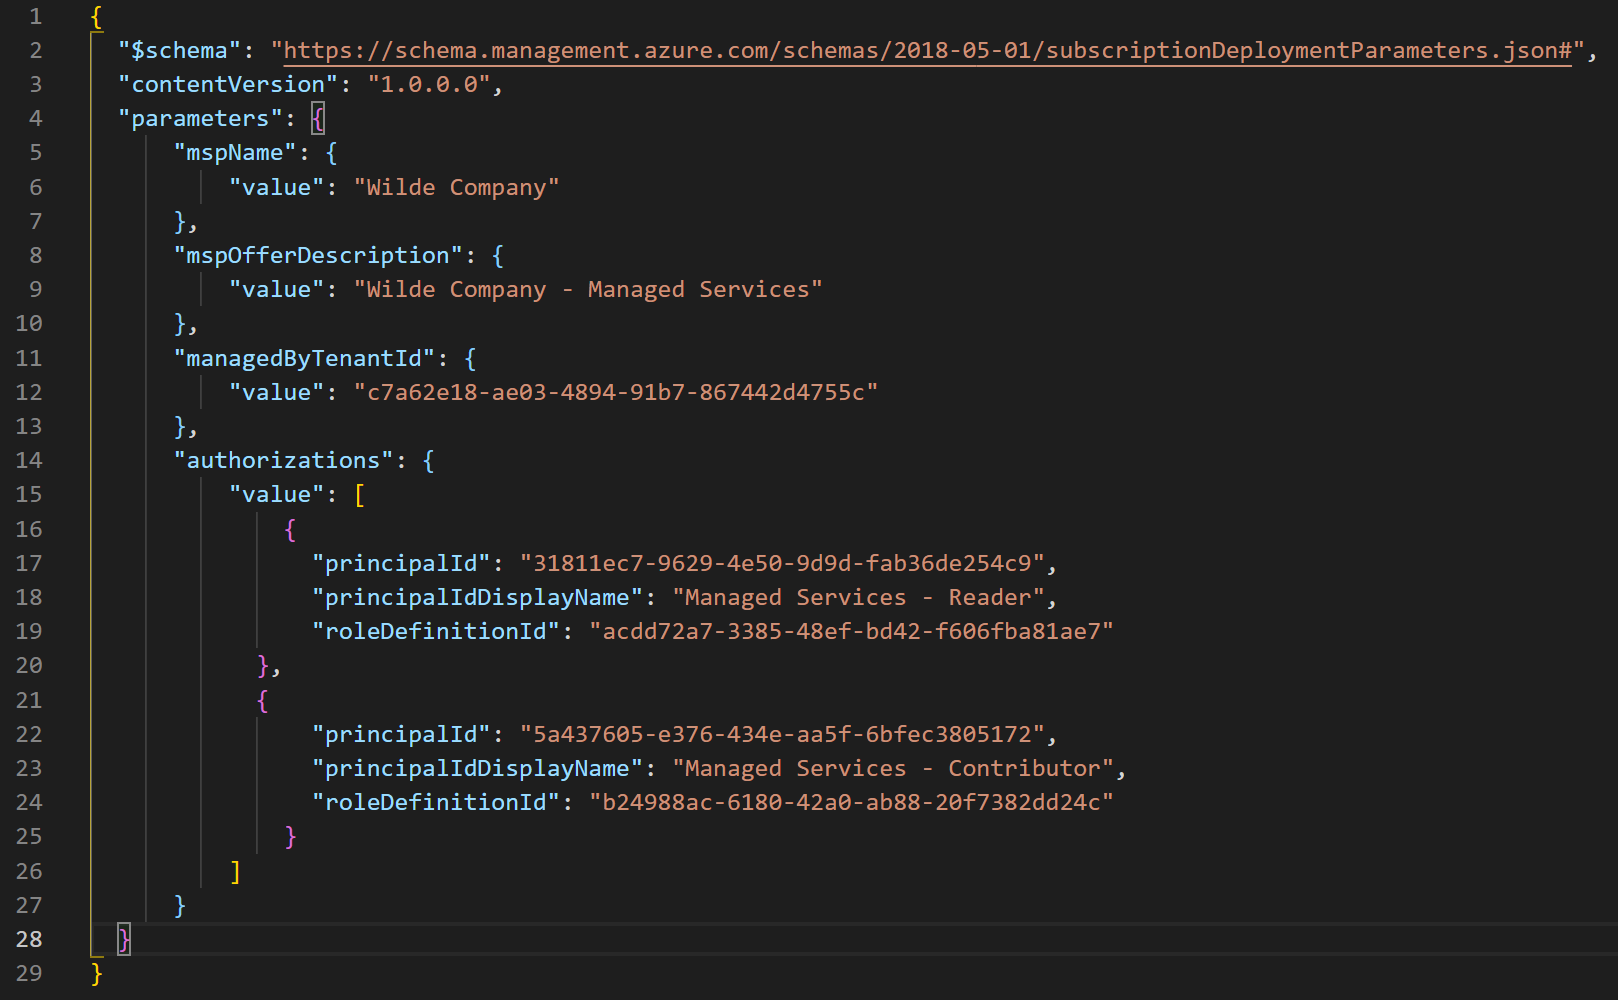 1 {
2 "$schema": "https://schema.management.azure.com/schemas/2018-05-01/subscriptionDeploymentParameters.json#",
3 "contentVersion": "1.0.0.0",
4 "parameters": {
5 "mspName": {
6 "value": "Wilde Company"
7 },
8 "mspOfferDescription": {
9 "value": "Wilde Company - Managed Services"
10 },
11 "managedByTenantId": {
12 "value": "c7a62e18-ae03-4894-91b7-867442d4755c"
13 },
14 "authorizations": {
15 "value": [
16 {
17 "principalId": "31811ec7-9629-4e50-9d9d-fab36de254c9",
18 "principalIdDisplayName": "Managed Services - Reader",
19 "roleDefinitionId": "acdd72a7-3385-48ef-bd42-f606fba81ae7"
20 },
21 {
22 "principalId": "5a437605-e376-434e-aa5f-6bfec3805172",
23 "principalIdDisplayName": "Managed Services - Contributor",
24 "roleDefinitionId": "b24988ac-6180-42a0-ab88-20f7382dd24c"
25 }
26 ]
27 }
28 }
29 }